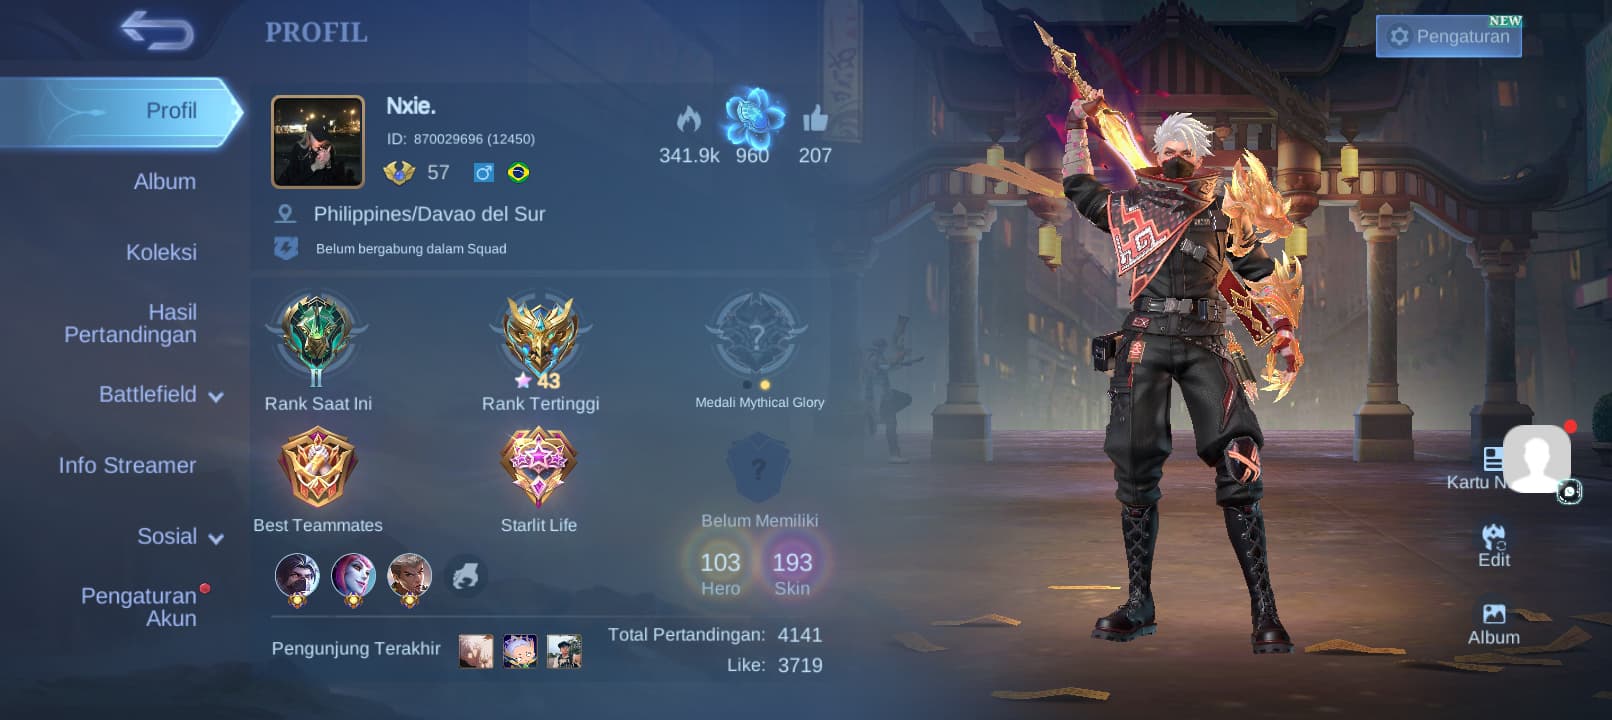 PROFIL
NEW
Pengaturan
Profil
Album
Koleksi
Hasil
Pertandingan
Battlefield
Info Streamer
Sosial
Pengaturan
Akun
Nxie.
ID: 870029696 (12450)
57
341.9k
960
207
Philippines/Davao del Sur
Belum bergabung dalam Squad
II
Rank Saat Ini
43
Rank Tertinggi
?
Medali Mythical Glory
Best Teammates
Starlit Life
?
Belum Memiliki
103
Hero
193
Skin
Pengunjung Terakhir
Total Pertandingan: 4141
Like: 3719
Kartu N
Edit
Album